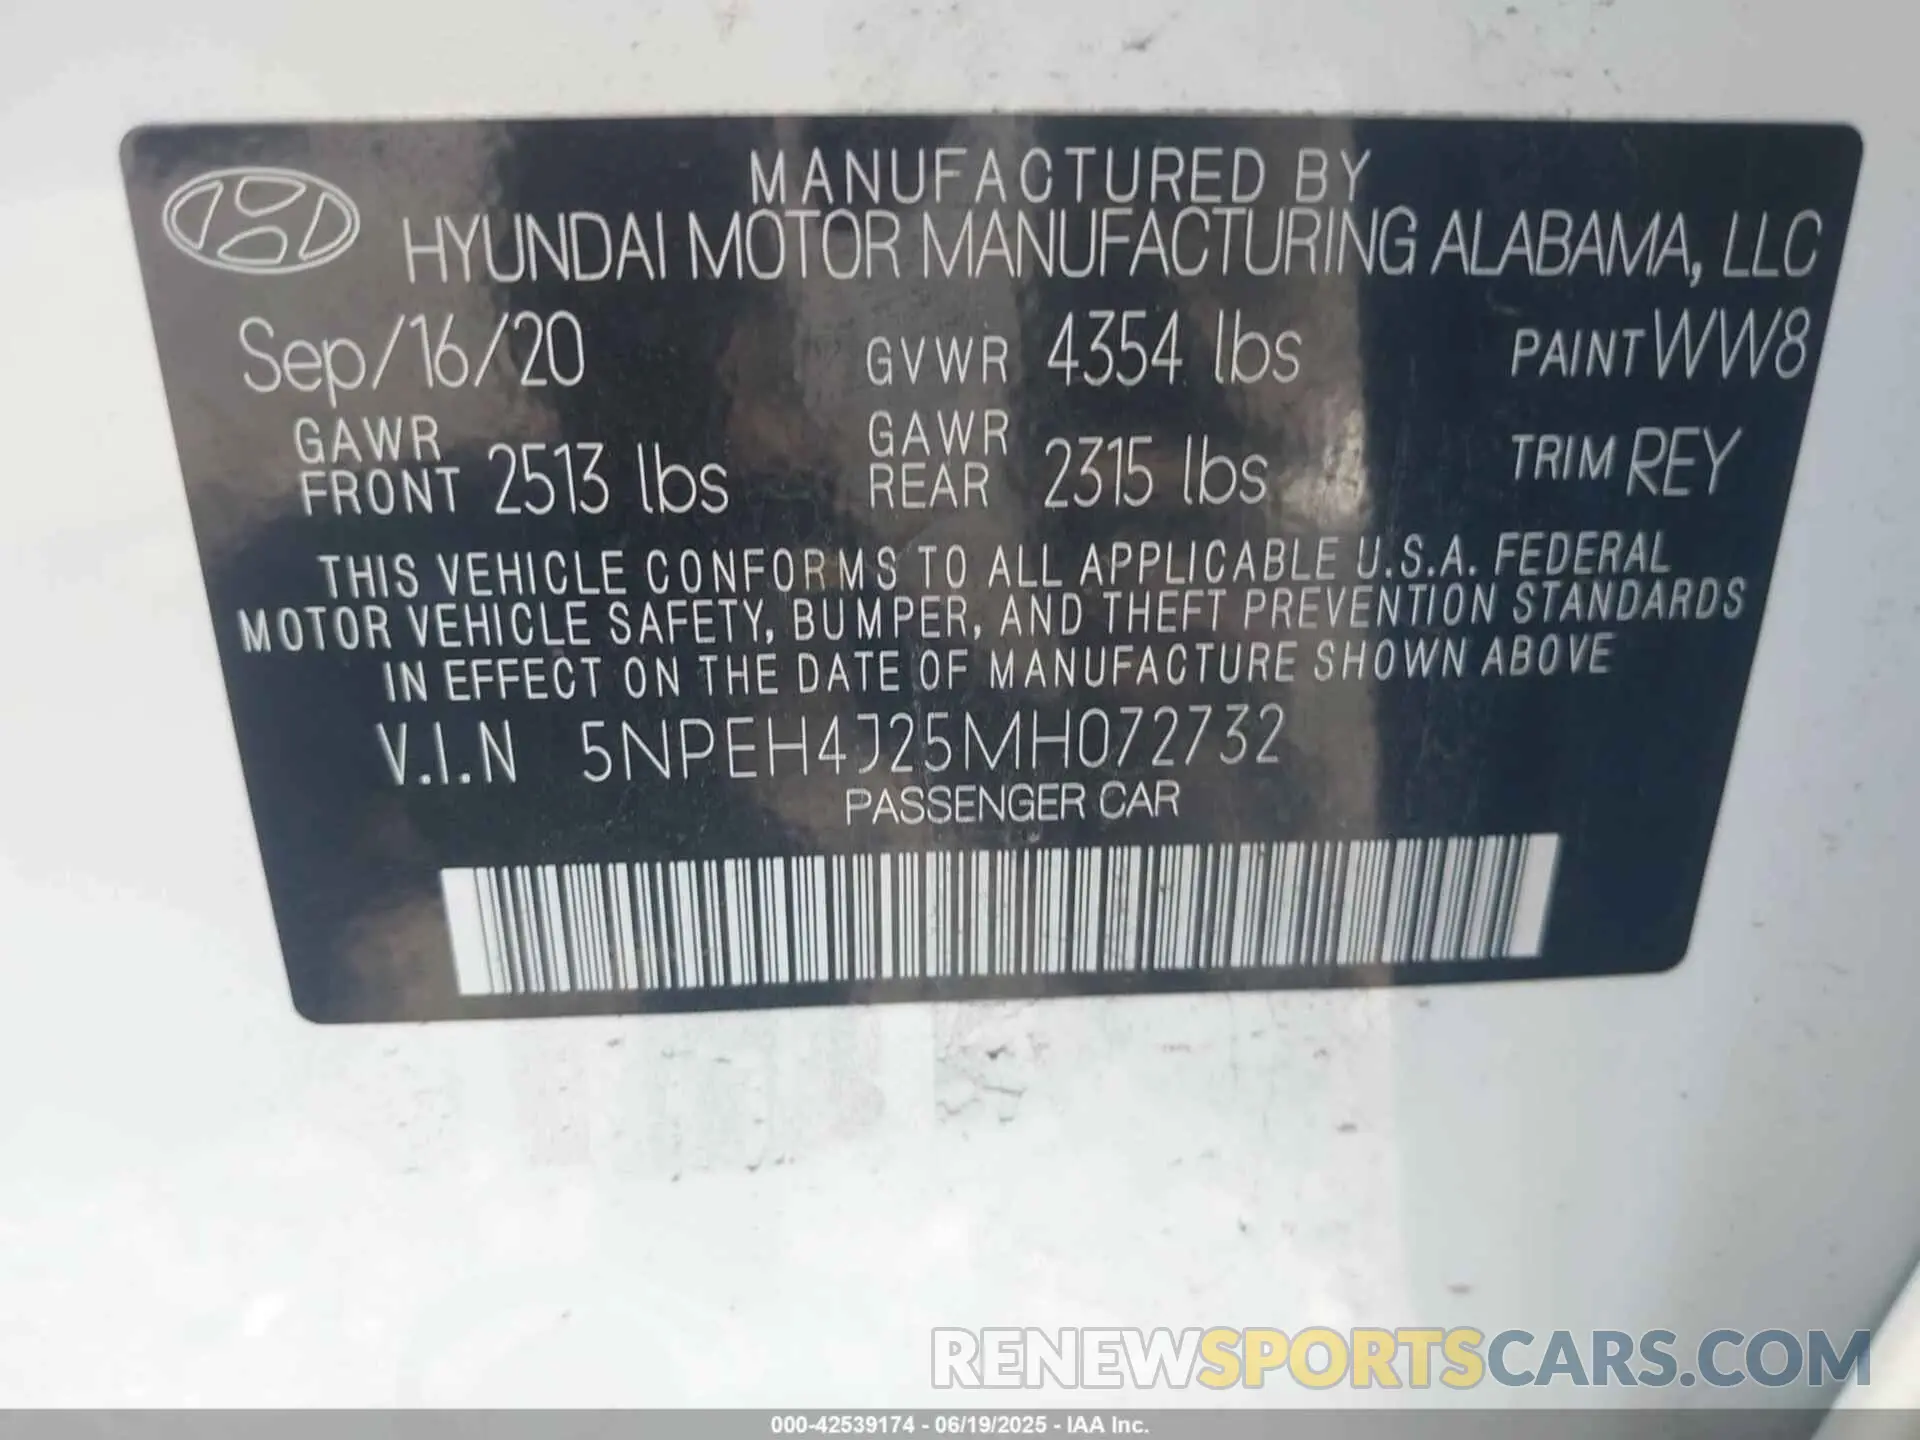 MANUFACTURED BY
HYUNDAI MOTOR MANUFACTURING ALABAMA, LLC
Sep/16/20 GVWR 4354 lbs PAINT WW8
GAWR FRONT 2513 lbs GAWR REAR 2315 lbs TRIM REY
THIS VEHICLE CONFORMS TO ALL APPLICABLE U.S.A. FEDERAL
MOTOR VEHICLE SAFETY, BUMPER, AND THEFT PREVENTION STANDARDS
IN EFFECT ON THE DATE OF MANUFACTURE SHOWN ABOVE
V.I.N 5NPEH4J25MH072732
PASSENGER CAR
RENEWSPORTSCARS.COM
000-42539174 - 06/19/2025 - IAA Inc.